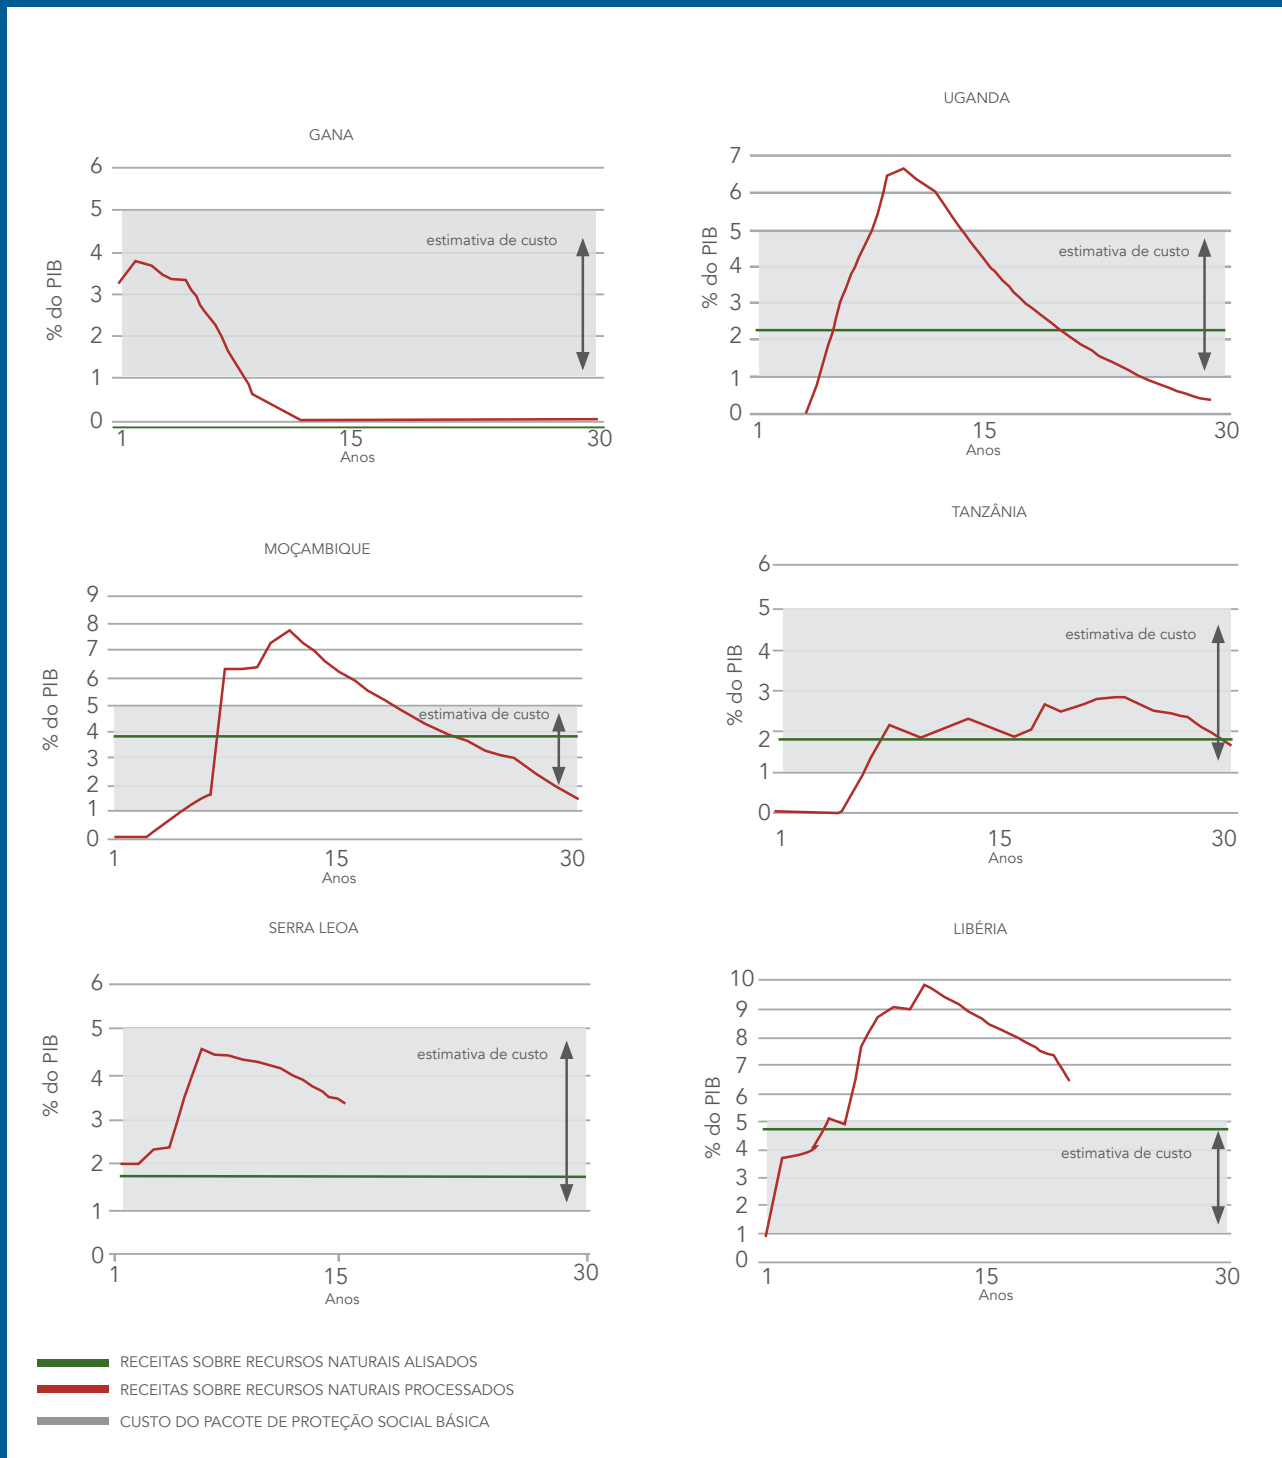 GANA
6
5
4
3
2
1
0
% do PIB
estimativa de custo
1
15
30
Anos
UGANDA
7
6
5
4
3
2
1
0
% do PIB
estimativa de custo
1
15
30
Anos
MOÇAMBIQUE
9
8
7
6
5
4
3
2
1
0
% do PIB
estimativa de custo
1
15
30
Anos
TANZÂNIA
6
5
4
3
2
1
0
% do PIB
estimativa de custo
1
15
30
Anos
SERRA LEOA
6
5
4
3
2
1
0
% do PIB
estimativa de custo
1
15
30
Anos
LIBÉRIA
10
9
8
7
6
5
4
3
2
1
0
% do PIB
estimativa de custo
1
15
30
Anos
RECEITAS SOBRE RECURSOS NATURAIS ALISADOS
RECEITAS SOBRE RECURSOS NATURAIS PROCESSADOS
CUSTO DO PACOTE DE PROTEÇÃO SOCIAL BÁSICA